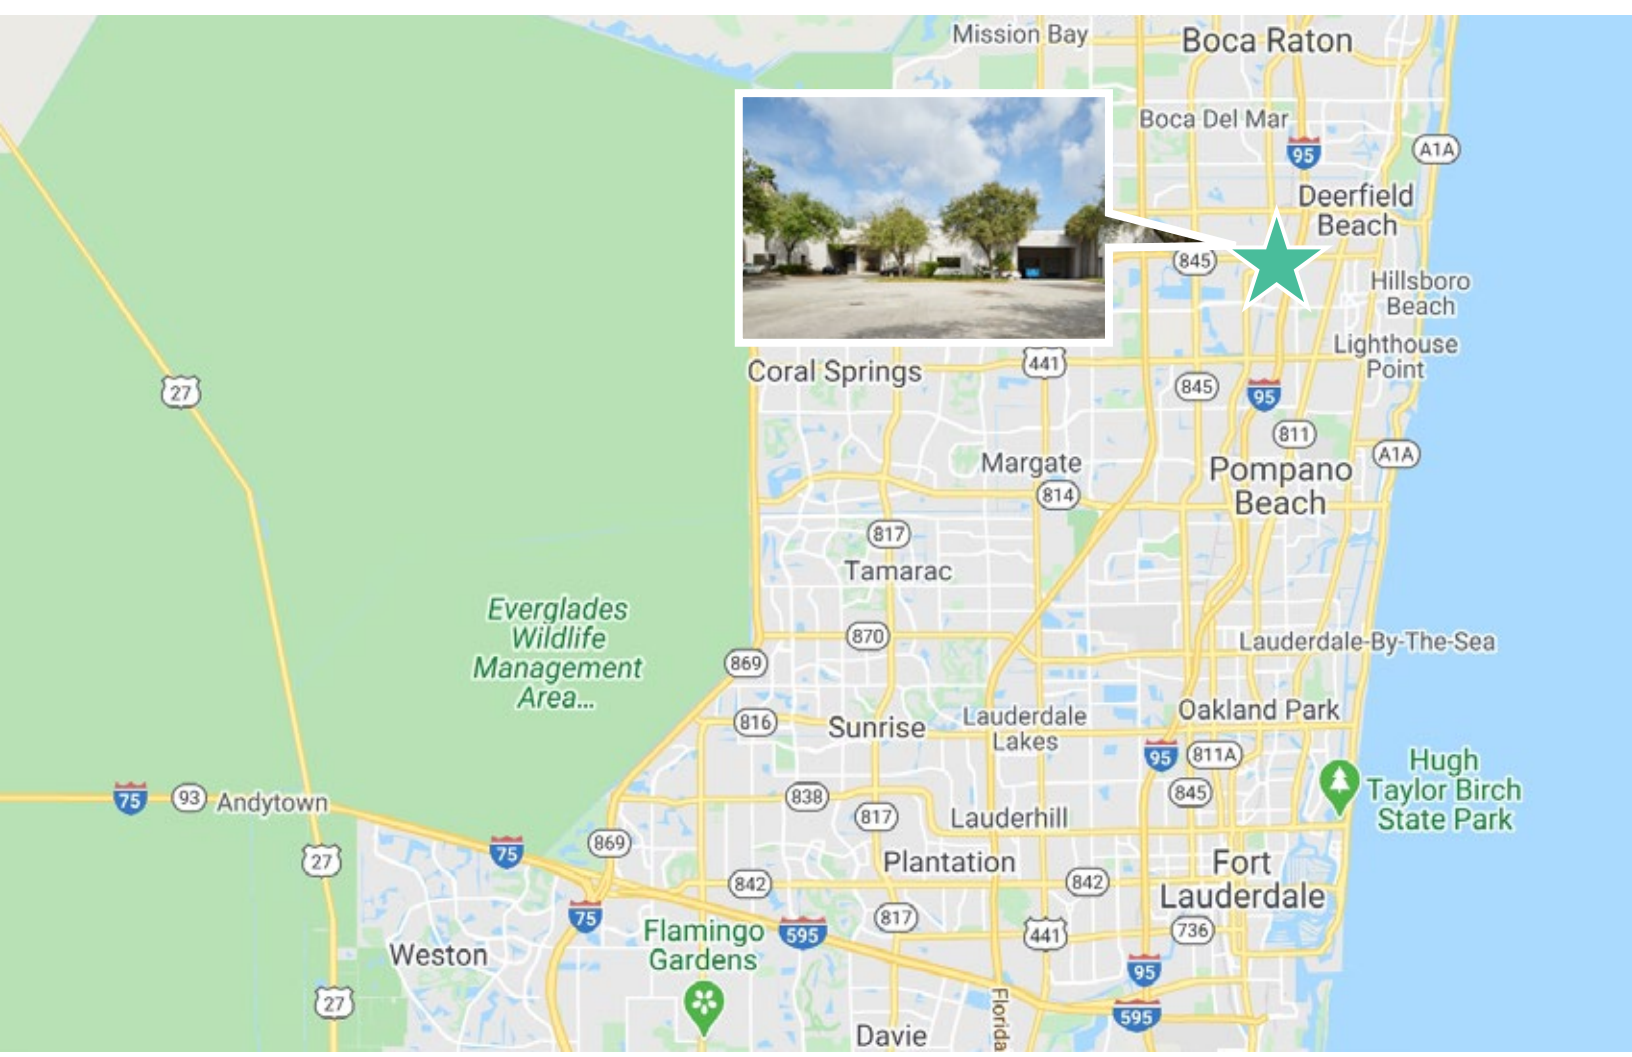 Mission Bay
Boca Raton
Boca Del Mar
95
A1A
Deerfield
Beach
845
Hillsboro
Beach
Lighthouse
Point
441
Coral Springs
845
95
27
811
A1A
Margate
Pompano
Beach
814
817
Tamarac
Everglades
Wildlife
Management
Area...
870
Lauderdale-By-The-Sea
869
816
Sunrise
Lauderdale
Lakes
Oakland Park
95
811A
Hugh
Taylor Birch
State Park
75
93
Andytown
838
845
817
Lauderhill
869
75
27
Plantation
Fort
Lauderdale
842
842
75
817
Flamingo
Gardens
595
441
736
Weston
95
27
Florida
595
Davie